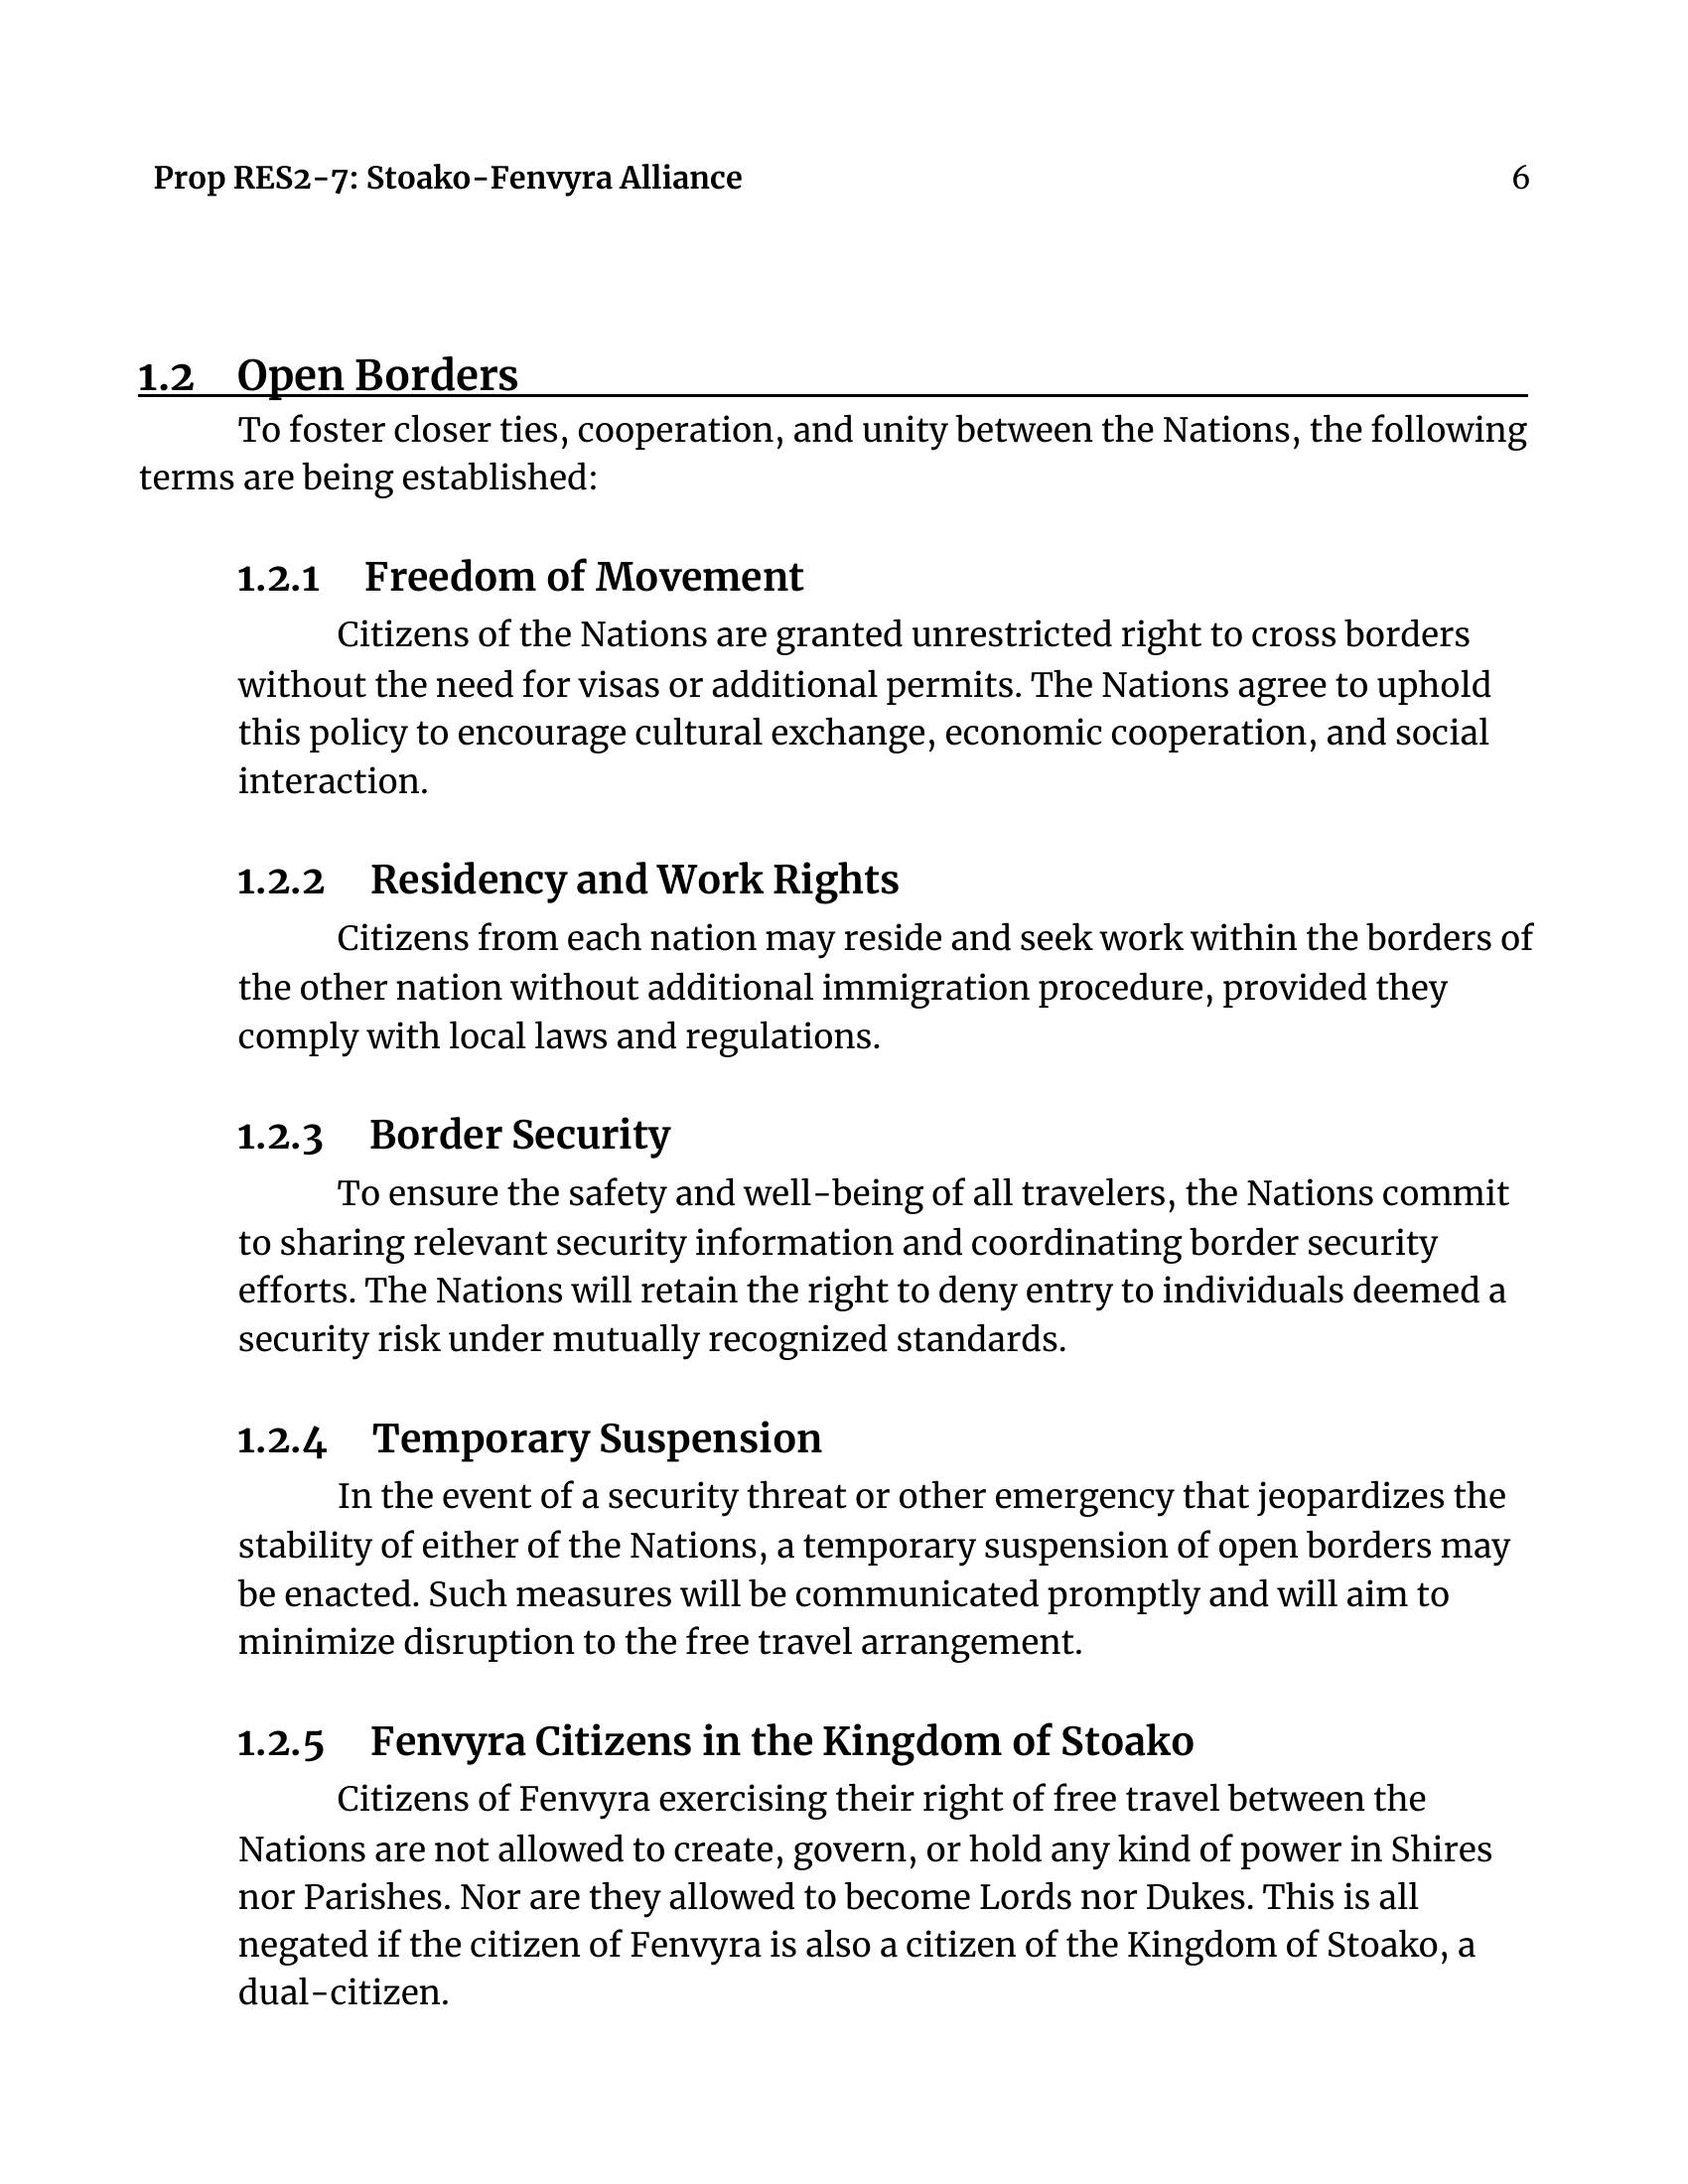 Prop RES2-7: Stoako-Fenvyra Alliance 6
1.2 Open Borders
To foster closer ties, cooperation, and unity between the Nations, the following
terms are being established:
1.2.1 Freedom of Movement
Citizens of the Nations are granted unrestricted right to cross borders
without the need for visas or additional permits. The Nations agree to uphold
this policy to encourage cultural exchange, economic cooperation, and social
interaction.
1.2.2 Residency and Work Rights
Citizens from each nation may reside and seek work within the borders of
the other nation without additional immigration procedure, provided they
comply with local laws and regulations.
1.2.3 Border Security
To ensure the safety and well-being of all travelers, the Nations commit
to sharing relevant security information and coordinating border security
efforts. The Nations will retain the right to deny entry to individuals deemed a
security risk under mutually recognized standards.
1.2.4 Temporary Suspension
In the event of a security threat or other emergency that jeopardizes the
stability of either of the Nations, a temporary suspension of open borders may
be enacted. Such measures will be communicated promptly and will aim to
minimize disruption to the free travel arrangement.
1.2.5 Fenvyra Citizens in the Kingdom of Stoako
Citizens of Fenvyra exercising their right of free travel between the
Nations are not allowed to create, govern, or hold any kind of power in Shires
nor Parishes. Nor are they allowed to become Lords nor Dukes. This is all
negated if the citizen of Fenvyra is also a citizen of the Kingdom of Stoako, a
dual-citizen.